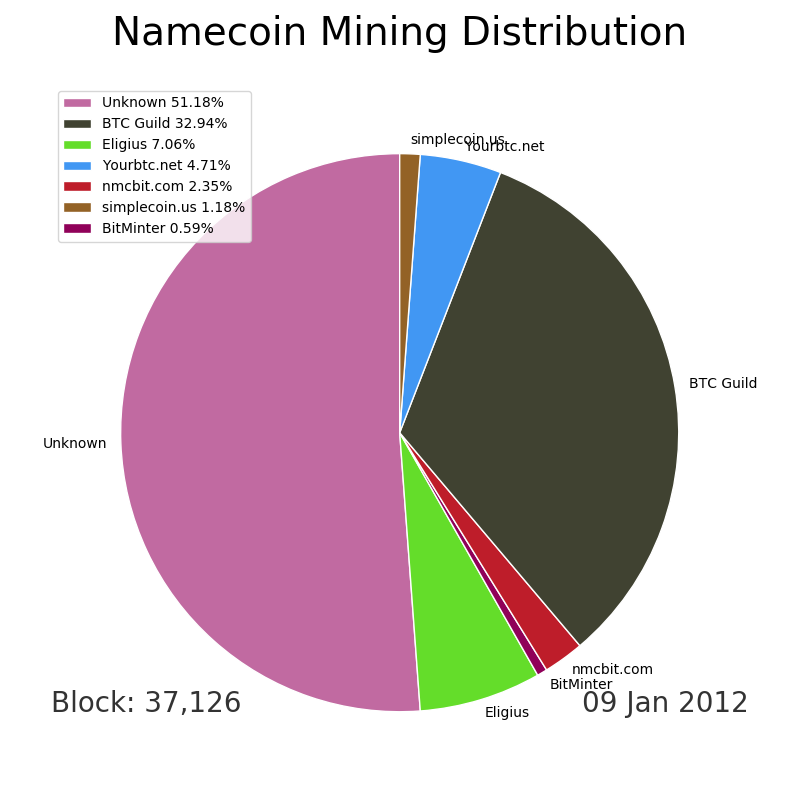 Namecoin Mining Distribution
Unknown 51.18%
BTC Guild 32.94%
Eligius 7.06%
Yourbtc.net 4.71%
nmcbit.com 2.35%
simplecoin.us 1.18%
BitMinter 0.59%
simplecoin.us
Yourbtc.net
BTC Guild
Unknown
nmcbit.com
BitMinter
Eligius
Block: 37,126
09 Jan 2012